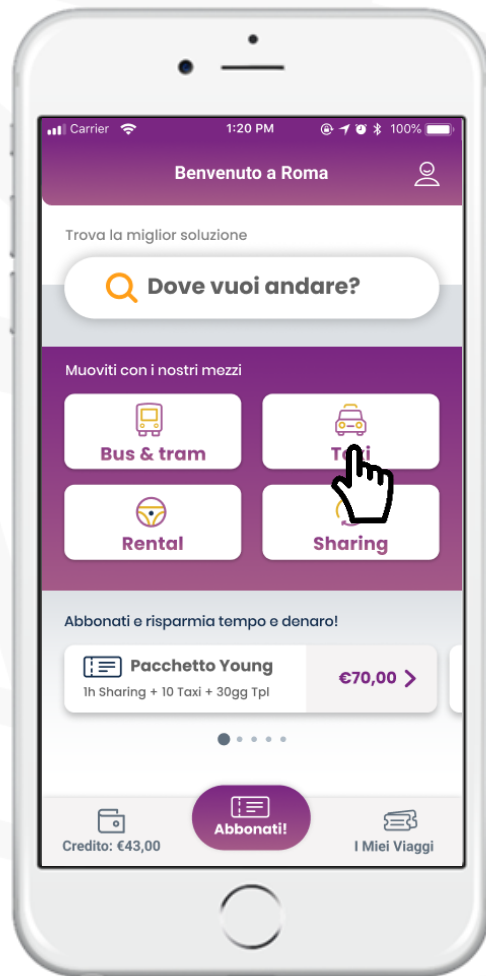 Carrier 1:20 PM 100%
Benvenuto a Roma
Trova la miglior soluzione
Dove vuoi andare?
Muoviti con i nostri mezzi
Bus & tram
Rental
Sharing
Abbonati e risparmia tempo e denaro!
Pacchetto Young
1h Sharing + 10 Taxi + 30gg Tpl
€70,00
Credito: €43,00
Abbonati!
I Miei Viaggi